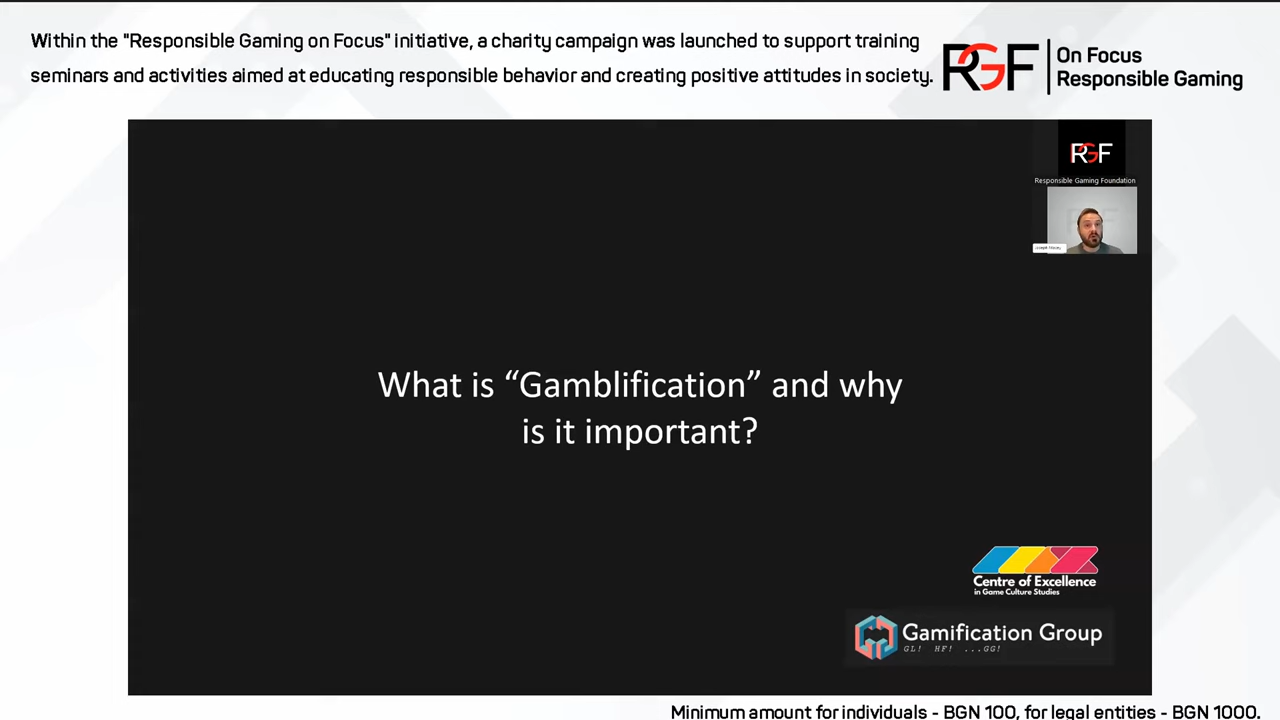 Within the "Responsible Gaming on Focus" initiative, a charity campaign was launched to support training
seminars and activities aimed at educating responsible behavior and creating positive attitudes in society.
RGF
On Focus
Responsible Gaming
RGF
Responsible Gaming Foundation
What is “Gamblification” and why
is it important?
Centre of Excellence
in Game Culture Studies
Gamification Group
GL! HF! ...GG!
Minimum amount for individuals - BGN 100, for legal entities - BGN 1000.